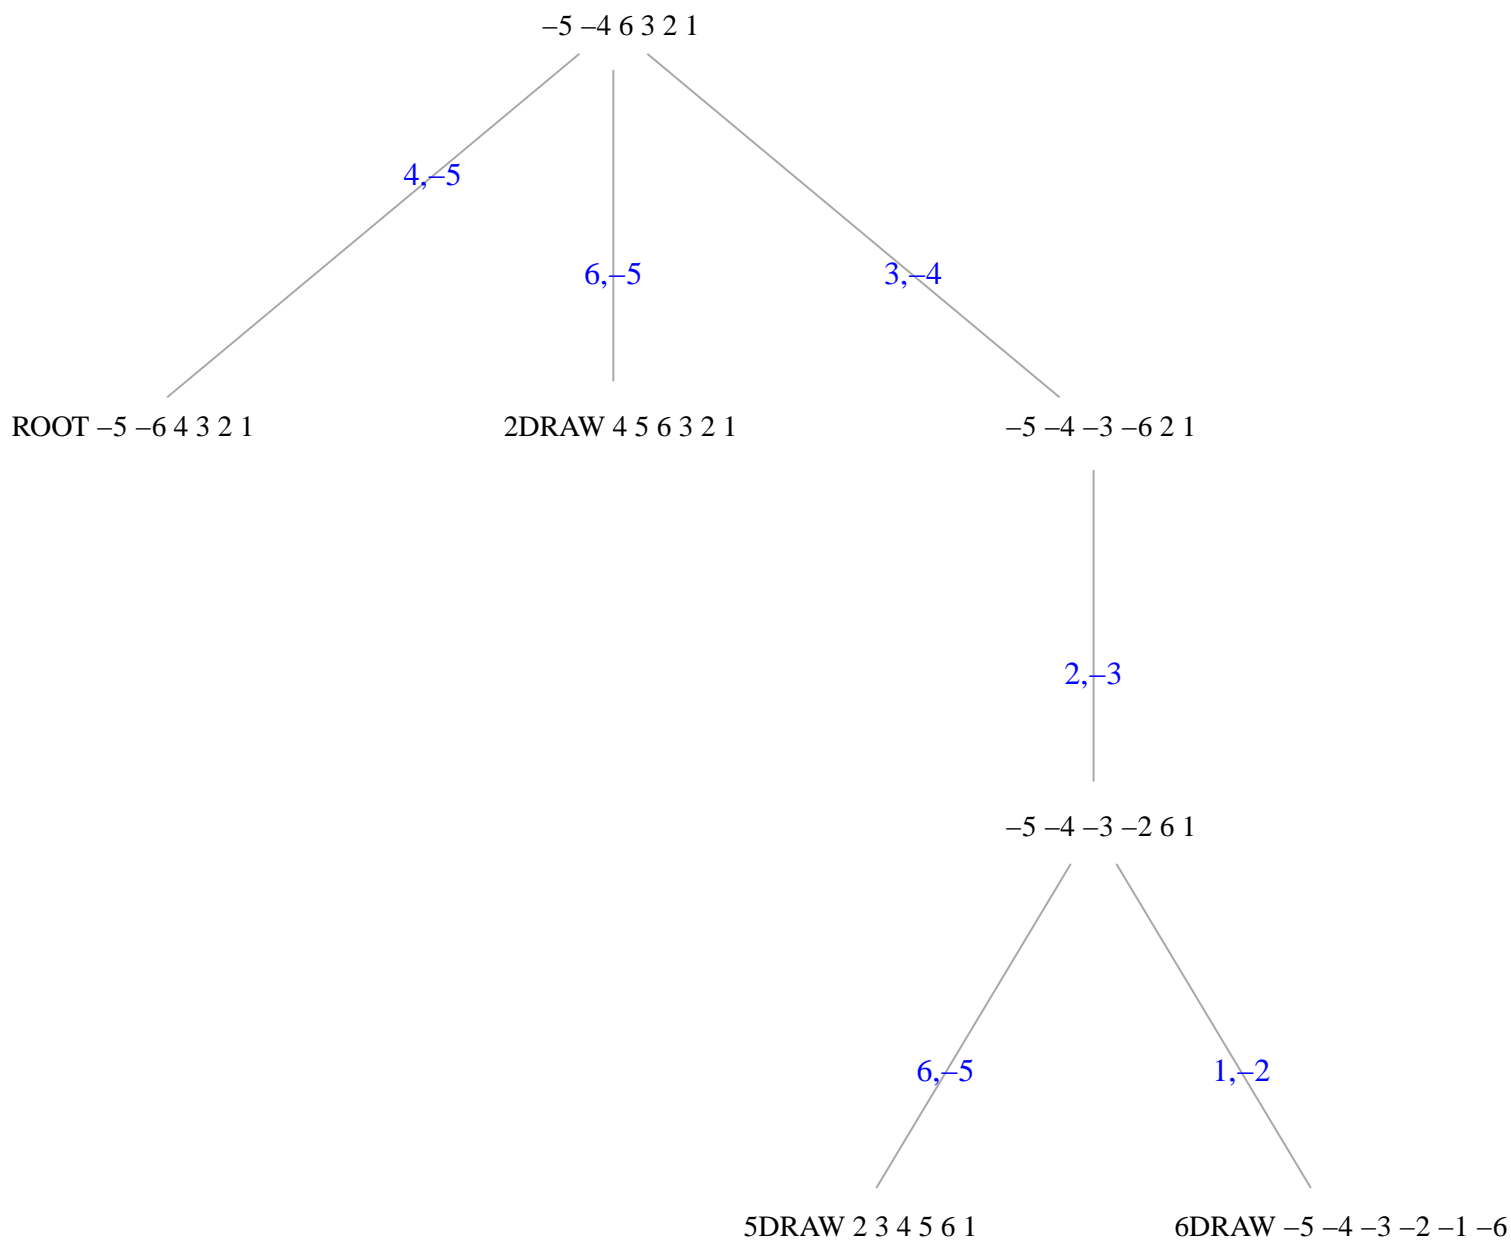 –5 –4 6 3 2 1
4,–5
6,–5
3,–4
ROOT –5 –6 4 3 2 1
2DRAW 4 5 6 3 2 1
–5 –4 –3 –6 2 1
2,–3
–5 –4 –3 –2 6 1
6,–5
1,–2
5DRAW 2 3 4 5 6 1
6DRAW –5 –4 –3 –2 –1 –6